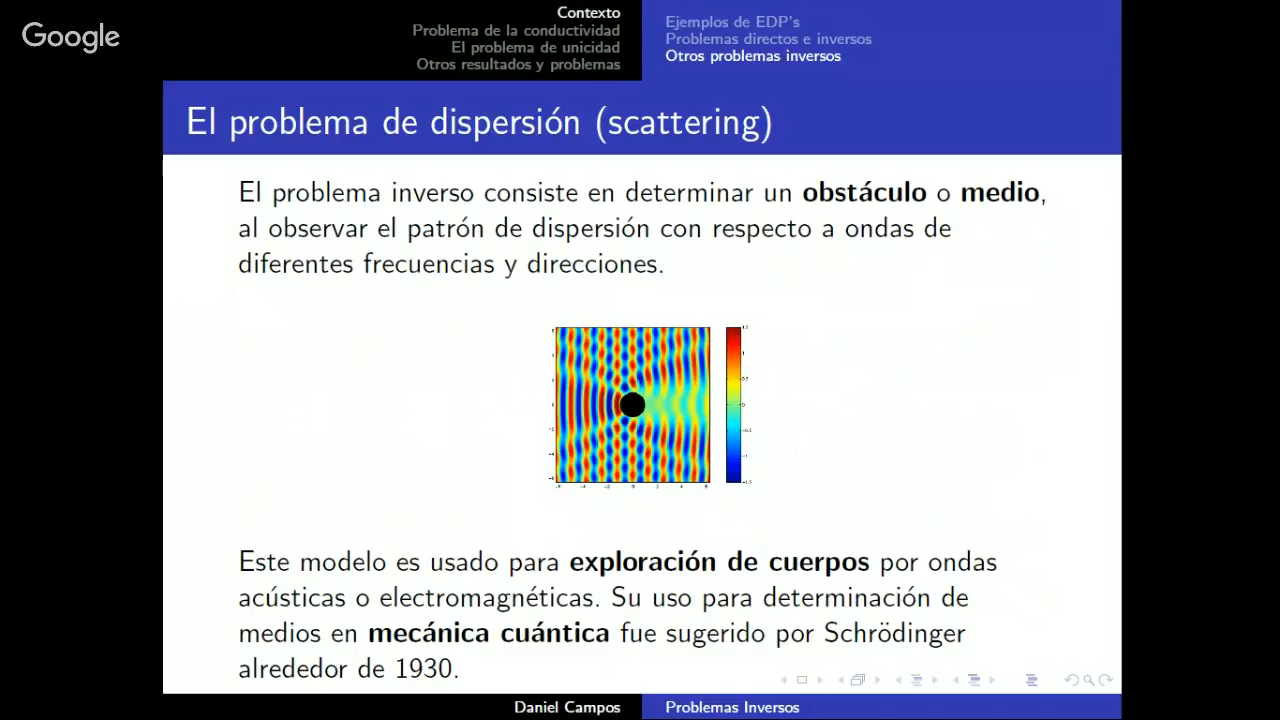 Google
Contexto
Problema de la conductividad
El problema de unicidad
Otros resultados y problemas
Ejemplos de EDP's
Problemas directos e inversos
Otros problemas inversos
El problema de dispersión (scattering)
El problema inverso consiste en determinar un obstáculo o medio,
al observar el patrón de dispersión con respecto a ondas de
diferentes frecuencias y direcciones.
Este modelo es usado para exploración de cuerpos por ondas
acústicas o electromagnéticas. Su uso para determinación de
medios en mecánica cuántica fue sugerido por Schrödinger
alrededor de 1930.
Daniel Campos
Problemas Inversos